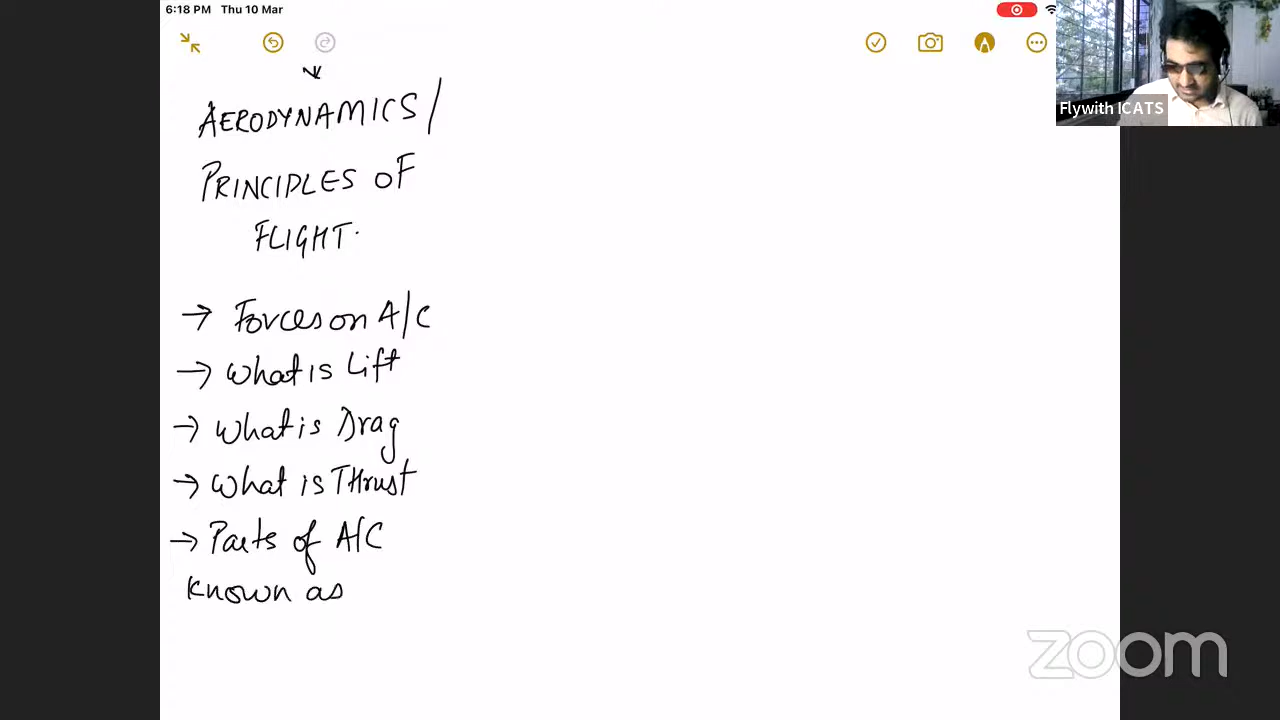 6:18 PM Thu 10 Mar
Flywith ICATS
AERODYNAMICS/
PRINCIPLES OF
FLIGHT.
→ Forces on A/C
→ What is Lift
→ What is Drag
→ What is THrust
→ Parts of A/C
Known as
zoom